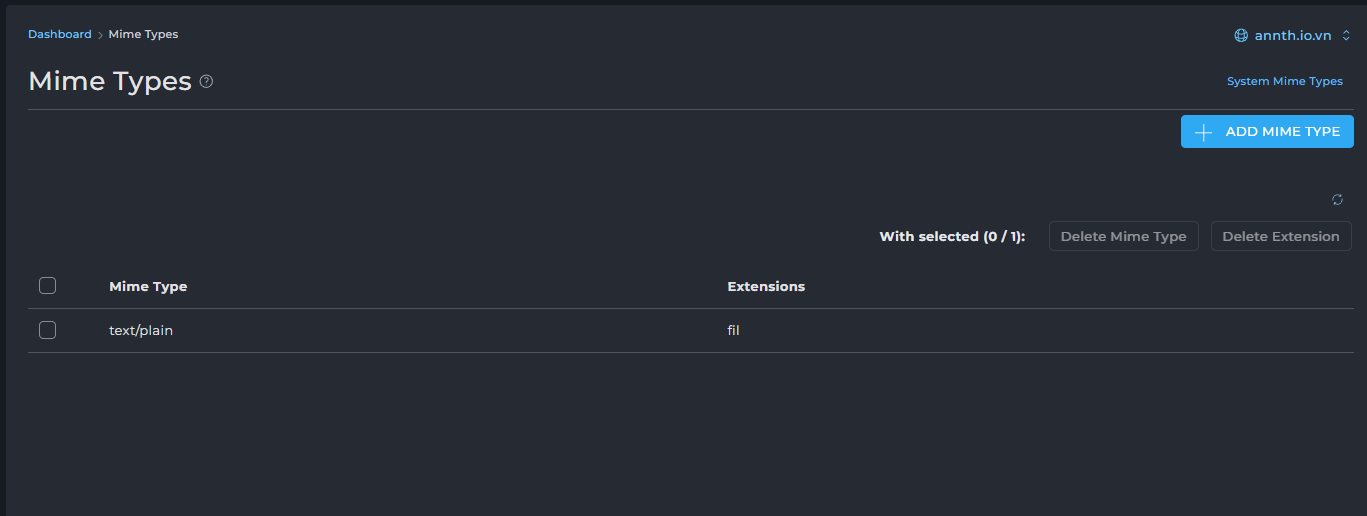 Dashboard > Mime Types
annth.io.vn
Mime Types ?
System Mime Types
+ ADD MIME TYPE
With selected (0 / 1): Delete Mime Type Delete Extension
Mime Type Extensions
text/plain fil